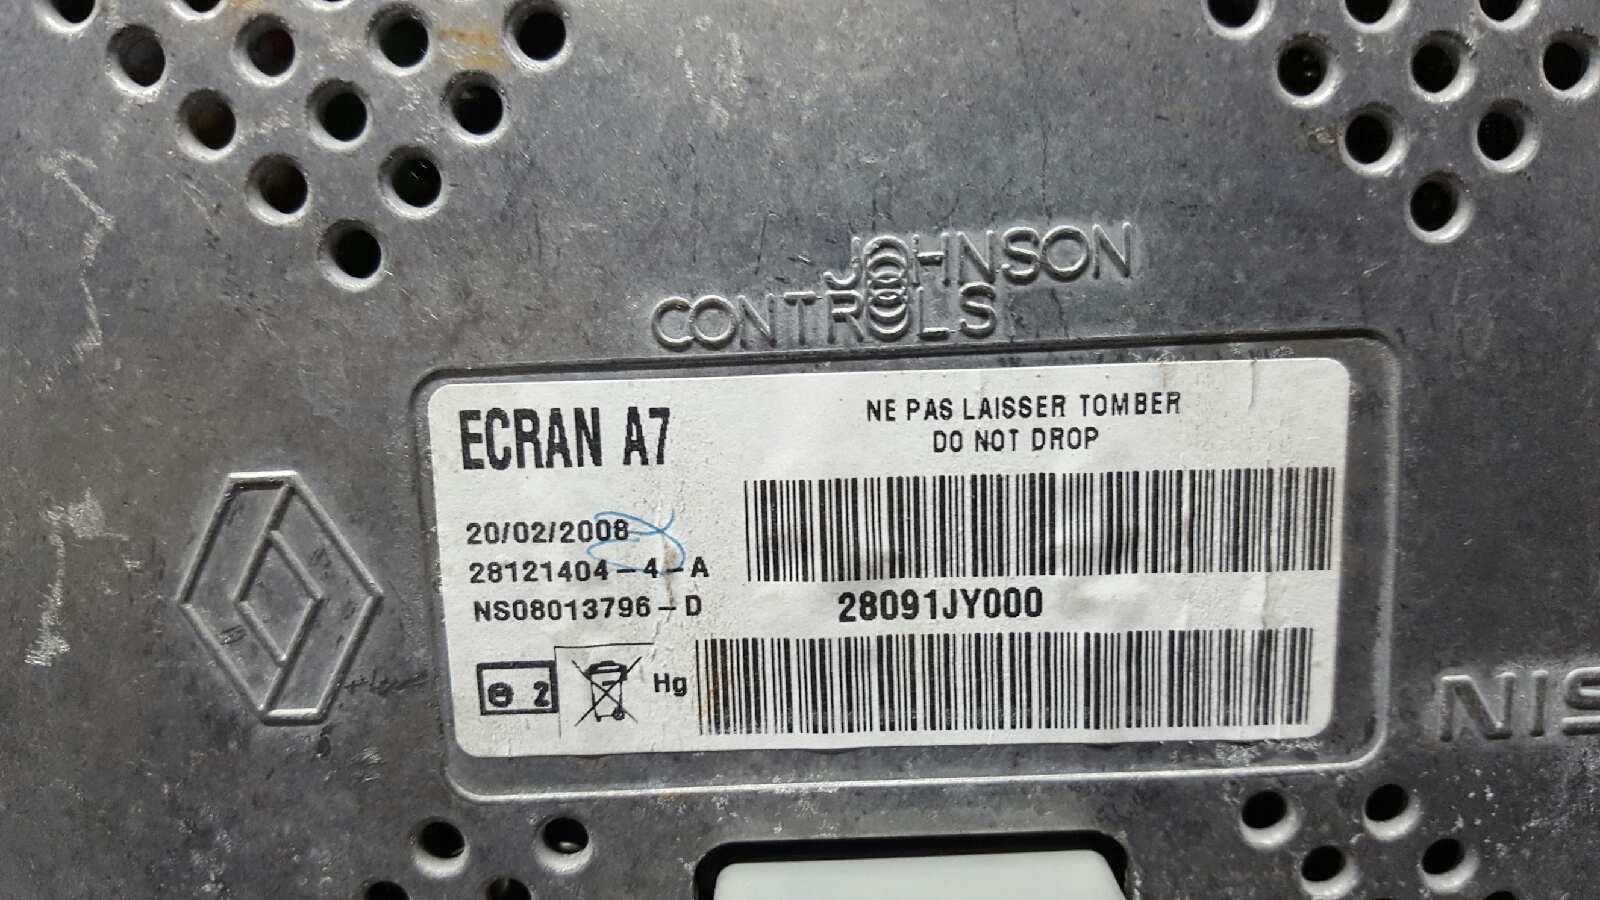 JOHNSON
CONTROLS
ECRAN A7
NE PAS LAISSER TOMBER
DO NOT DROP
20/02/2008
28121404-4-A
NS08013796-D
28091JY000
2
Hg
NIS